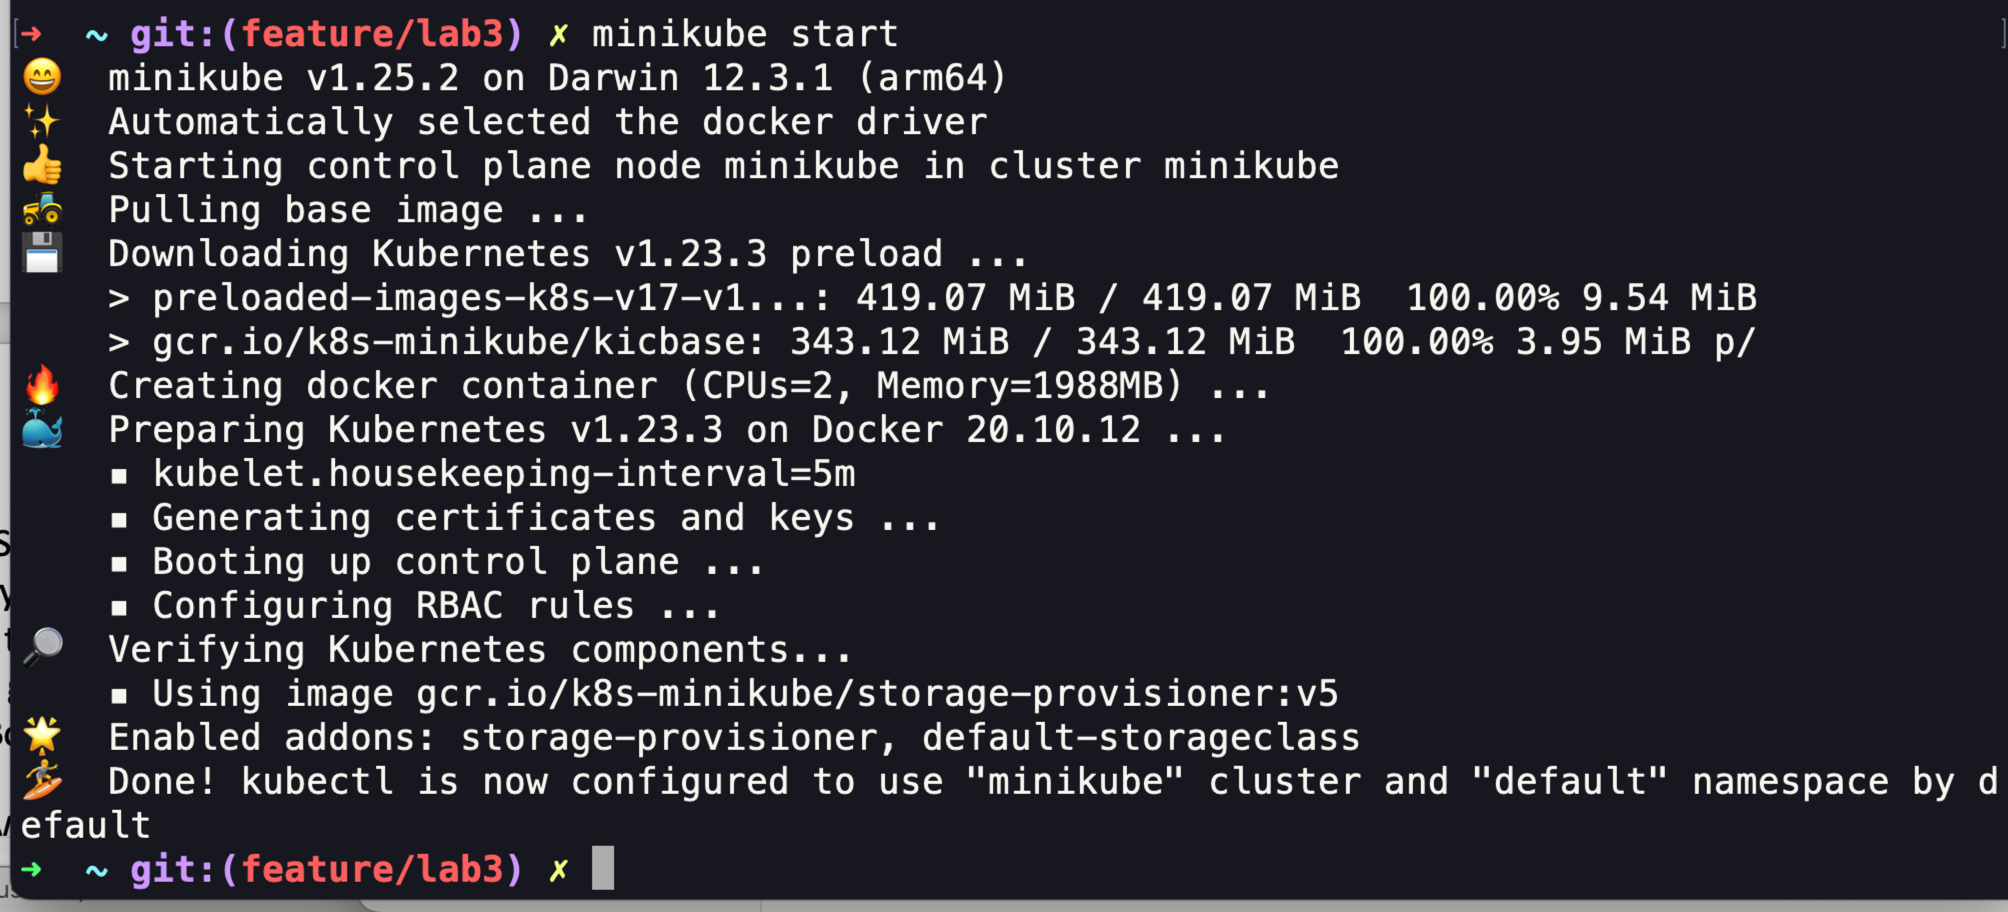 → ~ git:(feature/lab3) ✗ minikube start
😄 minikube v1.25.2 on Darwin 12.3.1 (arm64)
✨ Automatically selected the docker driver
👍 Starting control plane node minikube in cluster minikube
🚜 Pulling base image ...
💾 Downloading Kubernetes v1.23.3 preload ...
> preloaded-images-k8s-v17-v1...: 419.07 MiB / 419.07 MiB 100.00% 9.54 MiB
> gcr.io/k8s-minikube/kicbase: 343.12 MiB / 343.12 MiB 100.00% 3.95 MiB p/
🔥 Creating docker container (CPUs=2, Memory=1988MB) ...
🐳 Preparing Kubernetes v1.23.3 on Docker 20.10.12 ...
▪ kubelet.housekeeping-interval=5m
▪ Generating certificates and keys ...
▪ Booting up control plane ...
▪ Configuring RBAC rules ...
🔎 Verifying Kubernetes components...
▪ Using image gcr.io/k8s-minikube/storage-provisioner:v5
🌟 Enabled addons: storage-provisioner, default-storageclass
🏄 Done! kubectl is now configured to use "minikube" cluster and "default" namespace by d
efault
→ ~ git:(feature/lab3) ✗